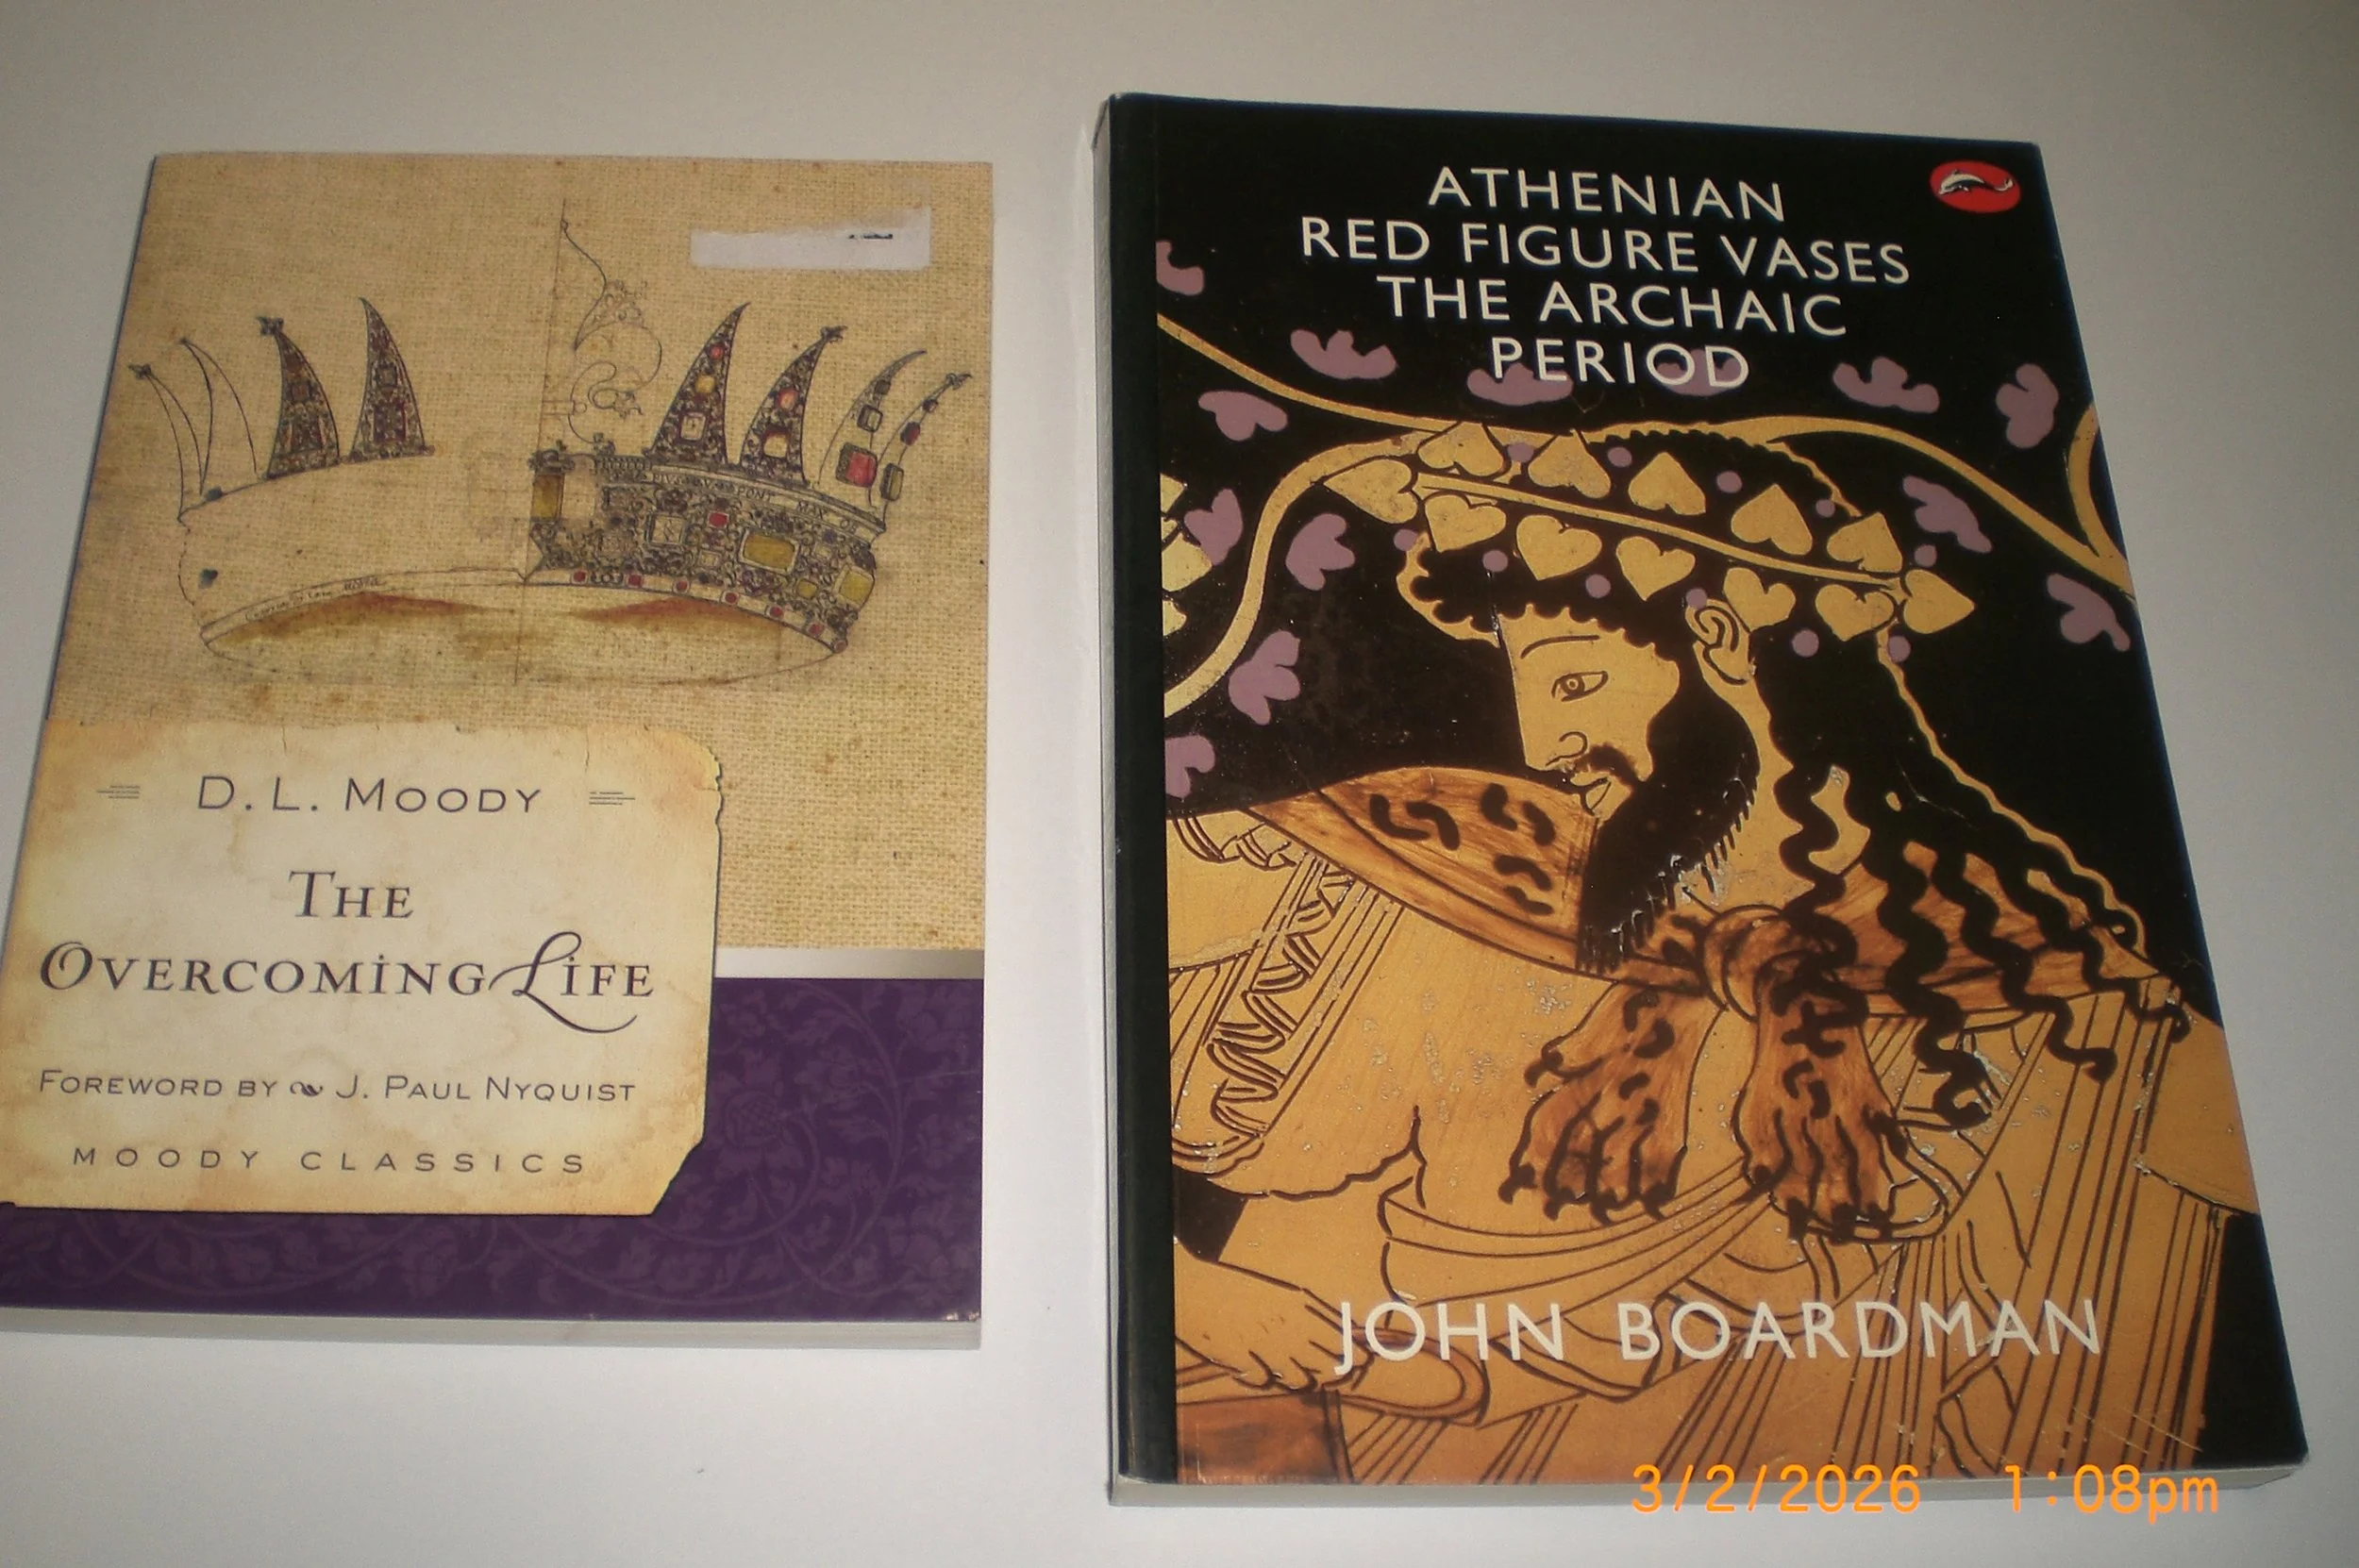 D.L. MOODY
THE
OVERCOMING LIFE
FOREWORD BY J. PAUL NYQUIST
MOODY CLASSICS
ATHENIAN
RED FIGURE VASES
THE ARCHAIC
PERIOD
JOHN BOARDMAN
3/2/2026 1:08pm